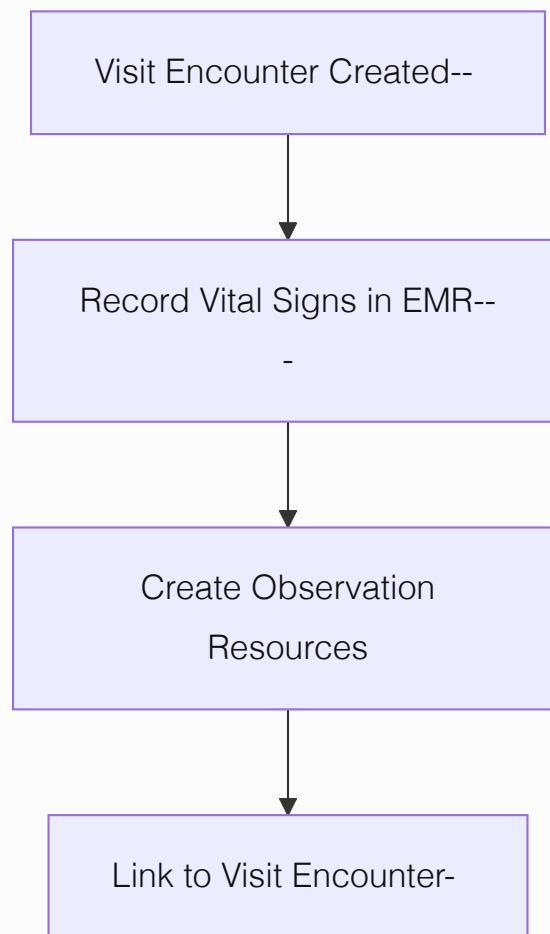 Visit Encounter Created--
Record Vital Signs in EMR--
-
Create Observation
Resources
Link to Visit Encounter-